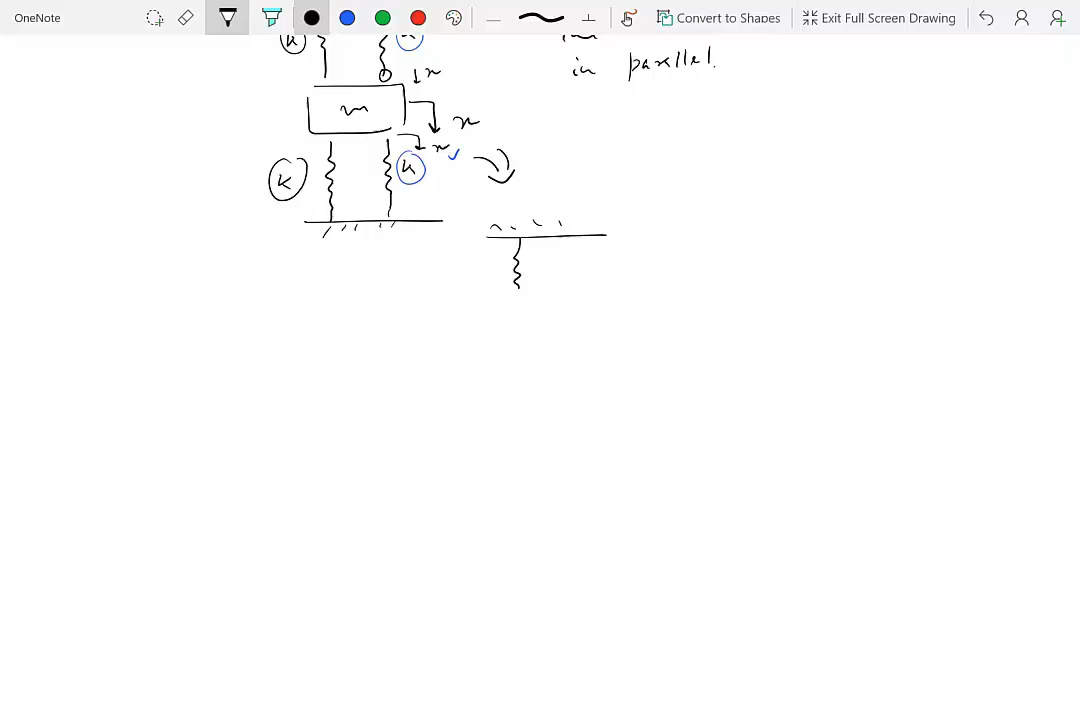 OneNote
Convert to Shapes
Exit Full Screen Drawing
k
in parallel.
x
m
x
x
k
k